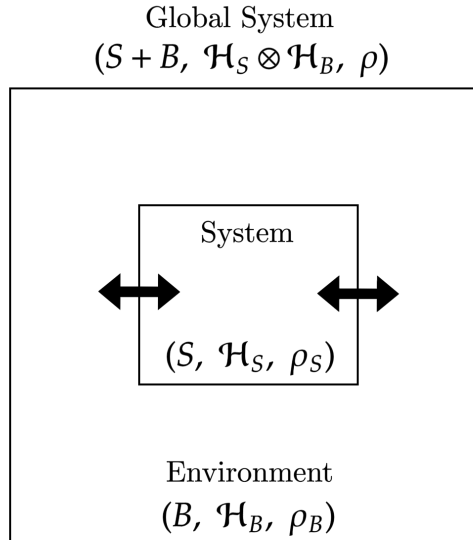 Global System
(S + B, ℋ_S ⊗ ℋ_B, ρ)
System
(S, ℋ_S, ρ_S)
Environment
(B, ℋ_B, ρ_B)